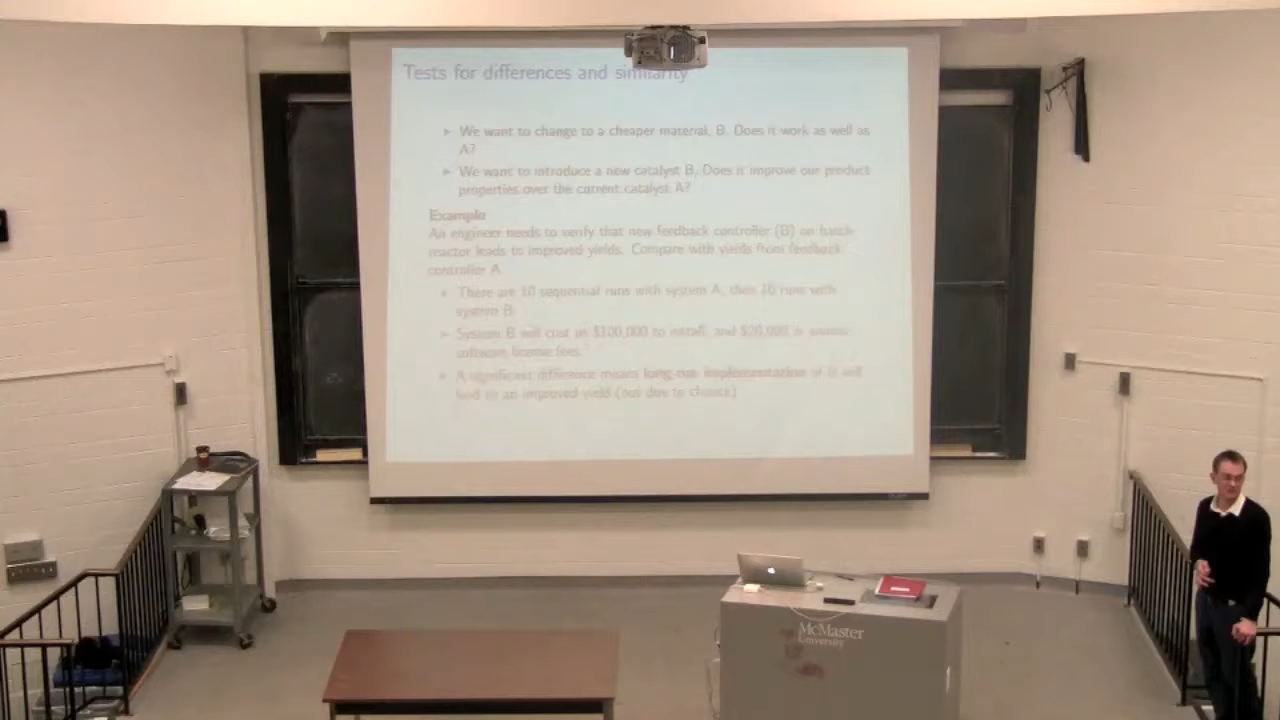 Tests for differences and similarity
We want to change to a cheaper material, B. Does it work as well as
A?
We want to introduce a new catalyst B. Does it improve our product
properties over the current catalyst A?
Example
An engineer needs to verify that new feedback controller (B) on batch
reactor leads to improved yields. Compare with yields from feedback
controller A.
There are 10 sequential runs with system A, then 10 runs with
system B.
System B will cost us $100,000 to install, and $20,000 in annual
software license fees.
A significant difference means long-run implementation of B will
lead to an improved yield (not due to chance)
McMaster
University